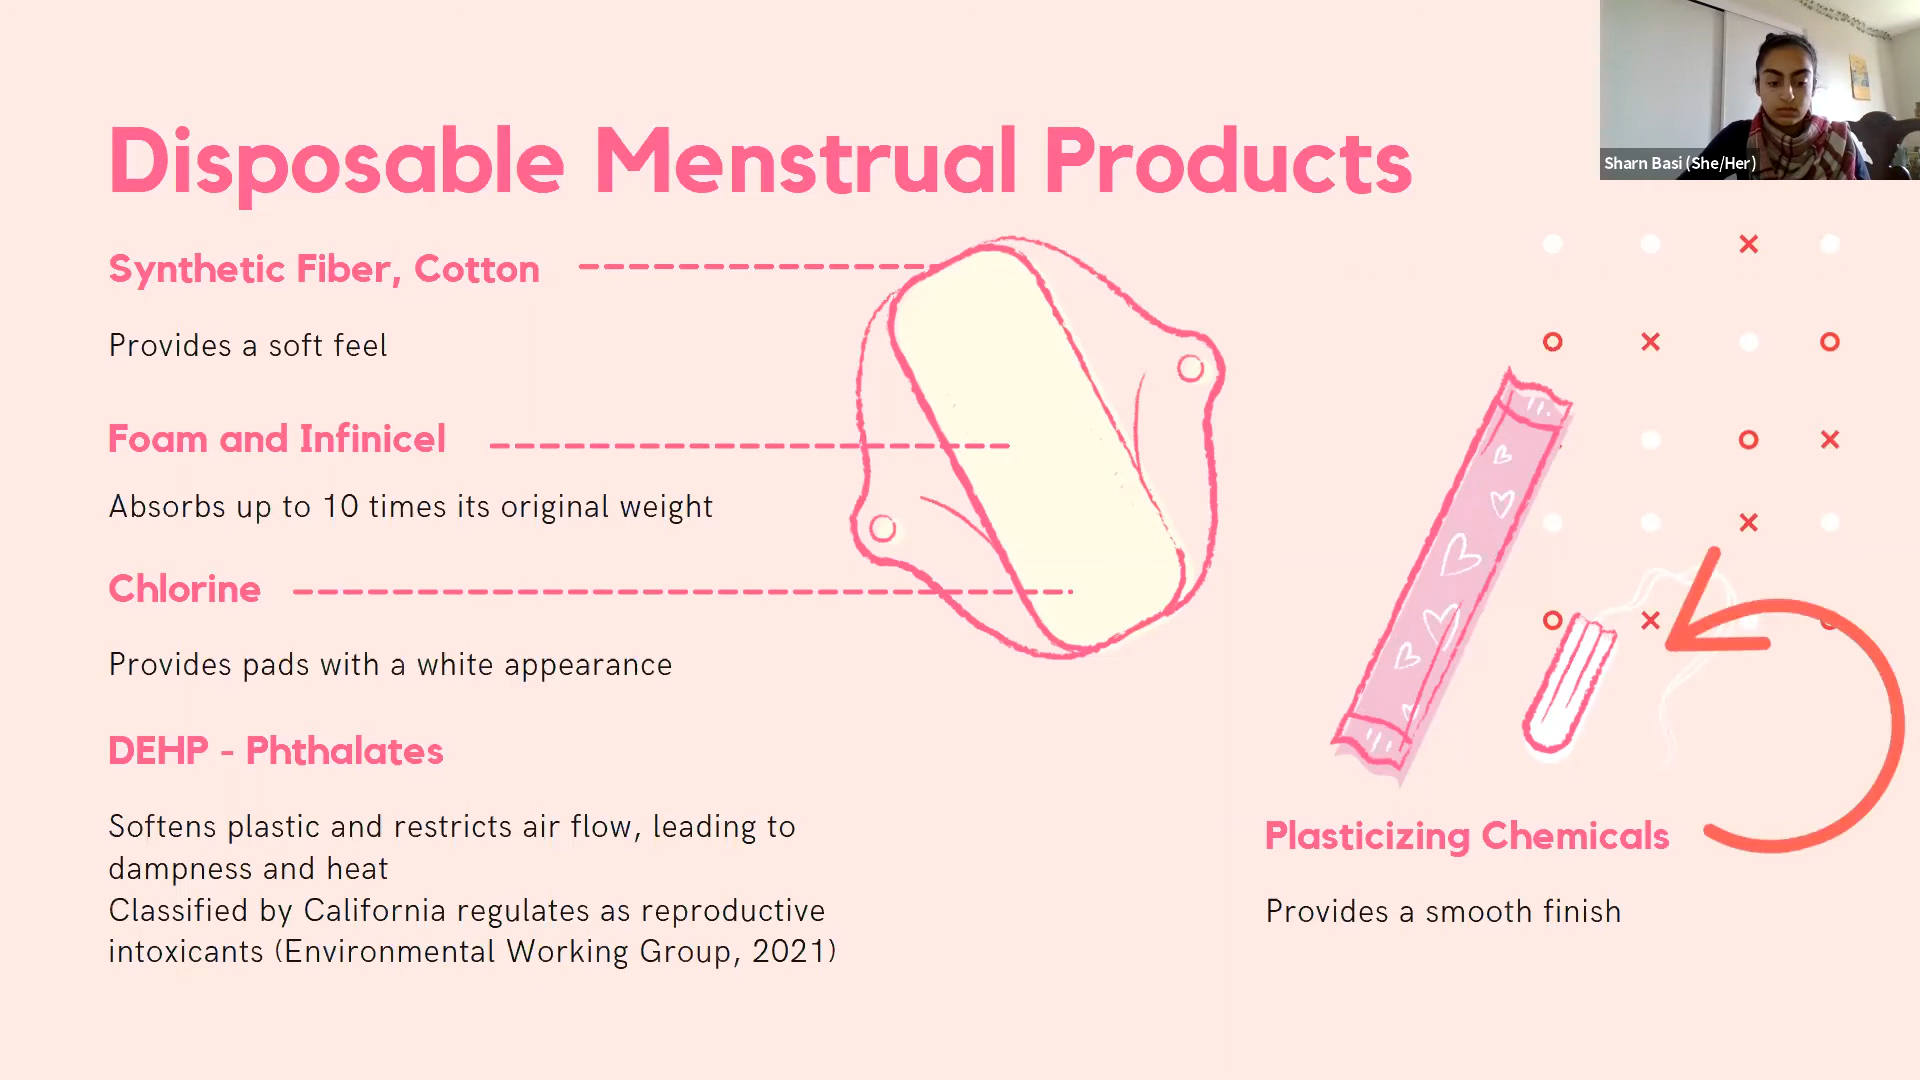 Disposable Menstrual Products
Sharn Basi (She/Her)
Synthetic Fiber, Cotton
Provides a soft feel
Foam and Infinicel
Absorbs up to 10 times its original weight
Chlorine
Provides pads with a white appearance
DEHP - Phthalates
Softens plastic and restricts air flow, leading to
dampness and heat
Classified by California regulates as reproductive
intoxicants (Environmental Working Group, 2021)
Plasticizing Chemicals
Provides a smooth finish